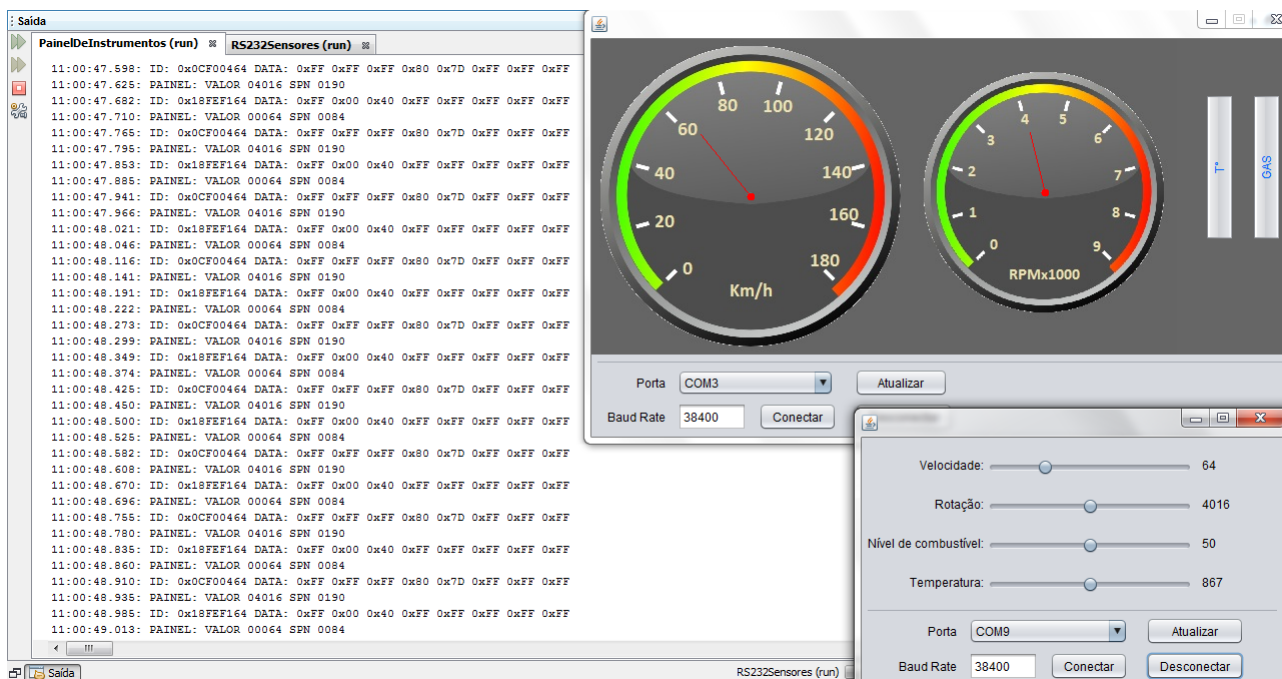 Saída
PainelDeInstrumentos (run)
RS232Sensores (run)
11:00:47.598: ID: 0x0CF00464 DATA: 0xFF 0xFF 0xFF 0x80 0x7D 0xFF 0xFF 0xFF
11:00:47.625: PAINEL: VALOR 04016 SPN 0190
11:00:47.682: ID: 0x18FEF164 DATA: 0xFF 0x00 0x40 0xFF 0xFF 0xFF 0xFF 0xFF
11:00:47.710: PAINEL: VALOR 00064 SPN 0084
11:00:47.765: ID: 0x0CF00464 DATA: 0xFF 0xFF 0xFF 0x80 0x7D 0xFF 0xFF 0xFF
11:00:47.795: PAINEL: VALOR 04016 SPN 0190
11:00:47.853: ID: 0x18FEF164 DATA: 0xFF 0x00 0x40 0xFF 0xFF 0xFF 0xFF 0xFF
11:00:47.885: PAINEL: VALOR 00064 SPN 0084
11:00:47.941: ID: 0x0CF00464 DATA: 0xFF 0xFF 0xFF 0x80 0x7D 0xFF 0xFF 0xFF
11:00:47.966: PAINEL: VALOR 04016 SPN 0190
11:00:48.021: ID: 0x18FEF164 DATA: 0xFF 0x00 0x40 0xFF 0xFF 0xFF 0xFF 0xFF
11:00:48.046: PAINEL: VALOR 00064 SPN 0084
11:00:48.116: ID: 0x0CF00464 DATA: 0xFF 0xFF 0xFF 0x80 0x7D 0xFF 0xFF 0xFF
11:00:48.141: PAINEL: VALOR 04016 SPN 0190
11:00:48.191: ID: 0x18FEF164 DATA: 0xFF 0x00 0x40 0xFF 0xFF 0xFF 0xFF 0xFF
11:00:48.222: PAINEL: VALOR 00064 SPN 0084
11:00:48.273: ID: 0x0CF00464 DATA: 0xFF 0xFF 0xFF 0x80 0x7D 0xFF 0xFF 0xFF
11:00:48.299: PAINEL: VALOR 04016 SPN 0190
11:00:48.349: ID: 0x18FEF164 DATA: 0xFF 0x00 0x40 0xFF 0xFF 0xFF 0xFF 0xFF
11:00:48.374: PAINEL: VALOR 00064 SPN 0084
11:00:48.425: ID: 0x0CF00464 DATA: 0xFF 0xFF 0xFF 0x80 0x7D 0xFF 0xFF 0xFF
11:00:48.450: PAINEL: VALOR 04016 SPN 0190
11:00:48.500: ID: 0x18FEF164 DATA: 0xFF 0x00 0x40 0xFF 0xFF 0xFF 0xFF 0xFF
11:00:48.525: PAINEL: VALOR 00064 SPN 0084
11:00:48.582: ID: 0x0CF00464 DATA: 0xFF 0xFF 0xFF 0x80 0x7D 0xFF 0xFF 0xFF
11:00:48.608: PAINEL: VALOR 04016 SPN 0190
11:00:48.670: ID: 0x18FEF164 DATA: 0xFF 0x00 0x40 0xFF 0xFF 0xFF 0xFF 0xFF
11:00:48.696: PAINEL: VALOR 00064 SPN 0084
11:00:48.755: ID: 0x0CF00464 DATA: 0xFF 0xFF 0xFF 0x80 0x7D 0xFF 0xFF 0xFF
11:00:48.780: PAINEL: VALOR 04016 SPN 0190
11:00:48.835: ID: 0x18FEF164 DATA: 0xFF 0x00 0x40 0xFF 0xFF 0xFF 0xFF 0xFF
11:00:48.860: PAINEL: VALOR 00064 SPN 0084
11:00:48.910: ID: 0x0CF00464 DATA: 0xFF 0xFF 0xFF 0x80 0x7D 0xFF 0xFF 0xFF
11:00:48.935: PAINEL: VALOR 04016 SPN 0190
11:00:48.985: ID: 0x18FEF164 DATA: 0xFF 0x00 0x40 0xFF 0xFF 0xFF 0xFF 0xFF
11:00:49.013: PAINEL: VALOR 00064 SPN 0084
Saída
RS232Sensores (run)
0
20
40
60
80
100
120
140
160
180
Km/h
0
1
2
3
4
5
6
7
8
9
RPMx1000
T°
GAS
Porta COM3 Atualizar
Baud Rate 38400 Conectar
Velocidade: 64
Rotação: 4016
Nível de combustível: 50
Temperatura: 867
Porta COM9 Atualizar
Baud Rate 38400 Conectar Desconectar